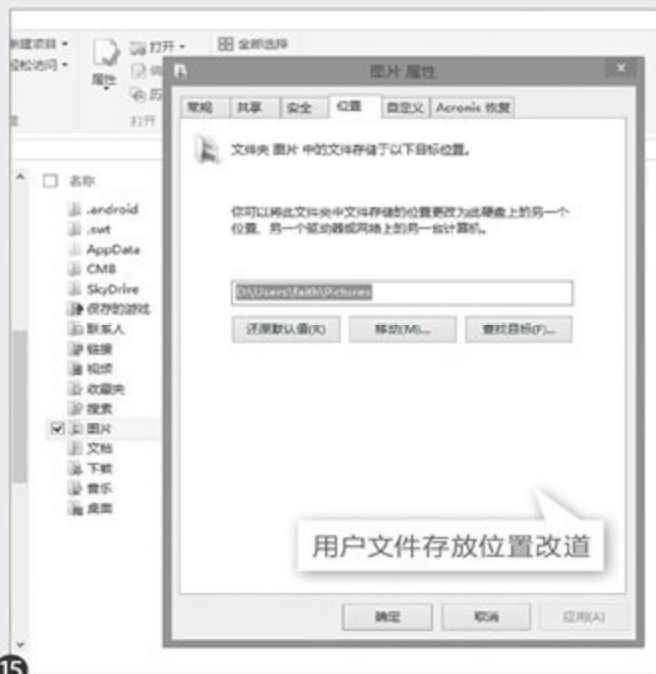 新建项目
打开
全部选择
轻松访问
属性
打开
图片 属性
常规 共享 安全 位置 自定义 Acronis 恢复
文件夹 图片 中的文件存储于以下目标位置。
你可以将此文件夹中文件存储的位置更改为此硬盘上的另一个
位置、另一个驱动器或网络上的另一台计算机。
D:\Users\faith\Pictures
还原默认值(R) 移动(M)... 查找目标(F)...
名称
.android
.swt
AppData
CMB
SkyDrive
保存的游戏
联系人
链接
视频
收藏夹
搜索
图片
文档
下载
音乐
桌面
用户文件存放位置改道
确定 取消 应用(A)
15